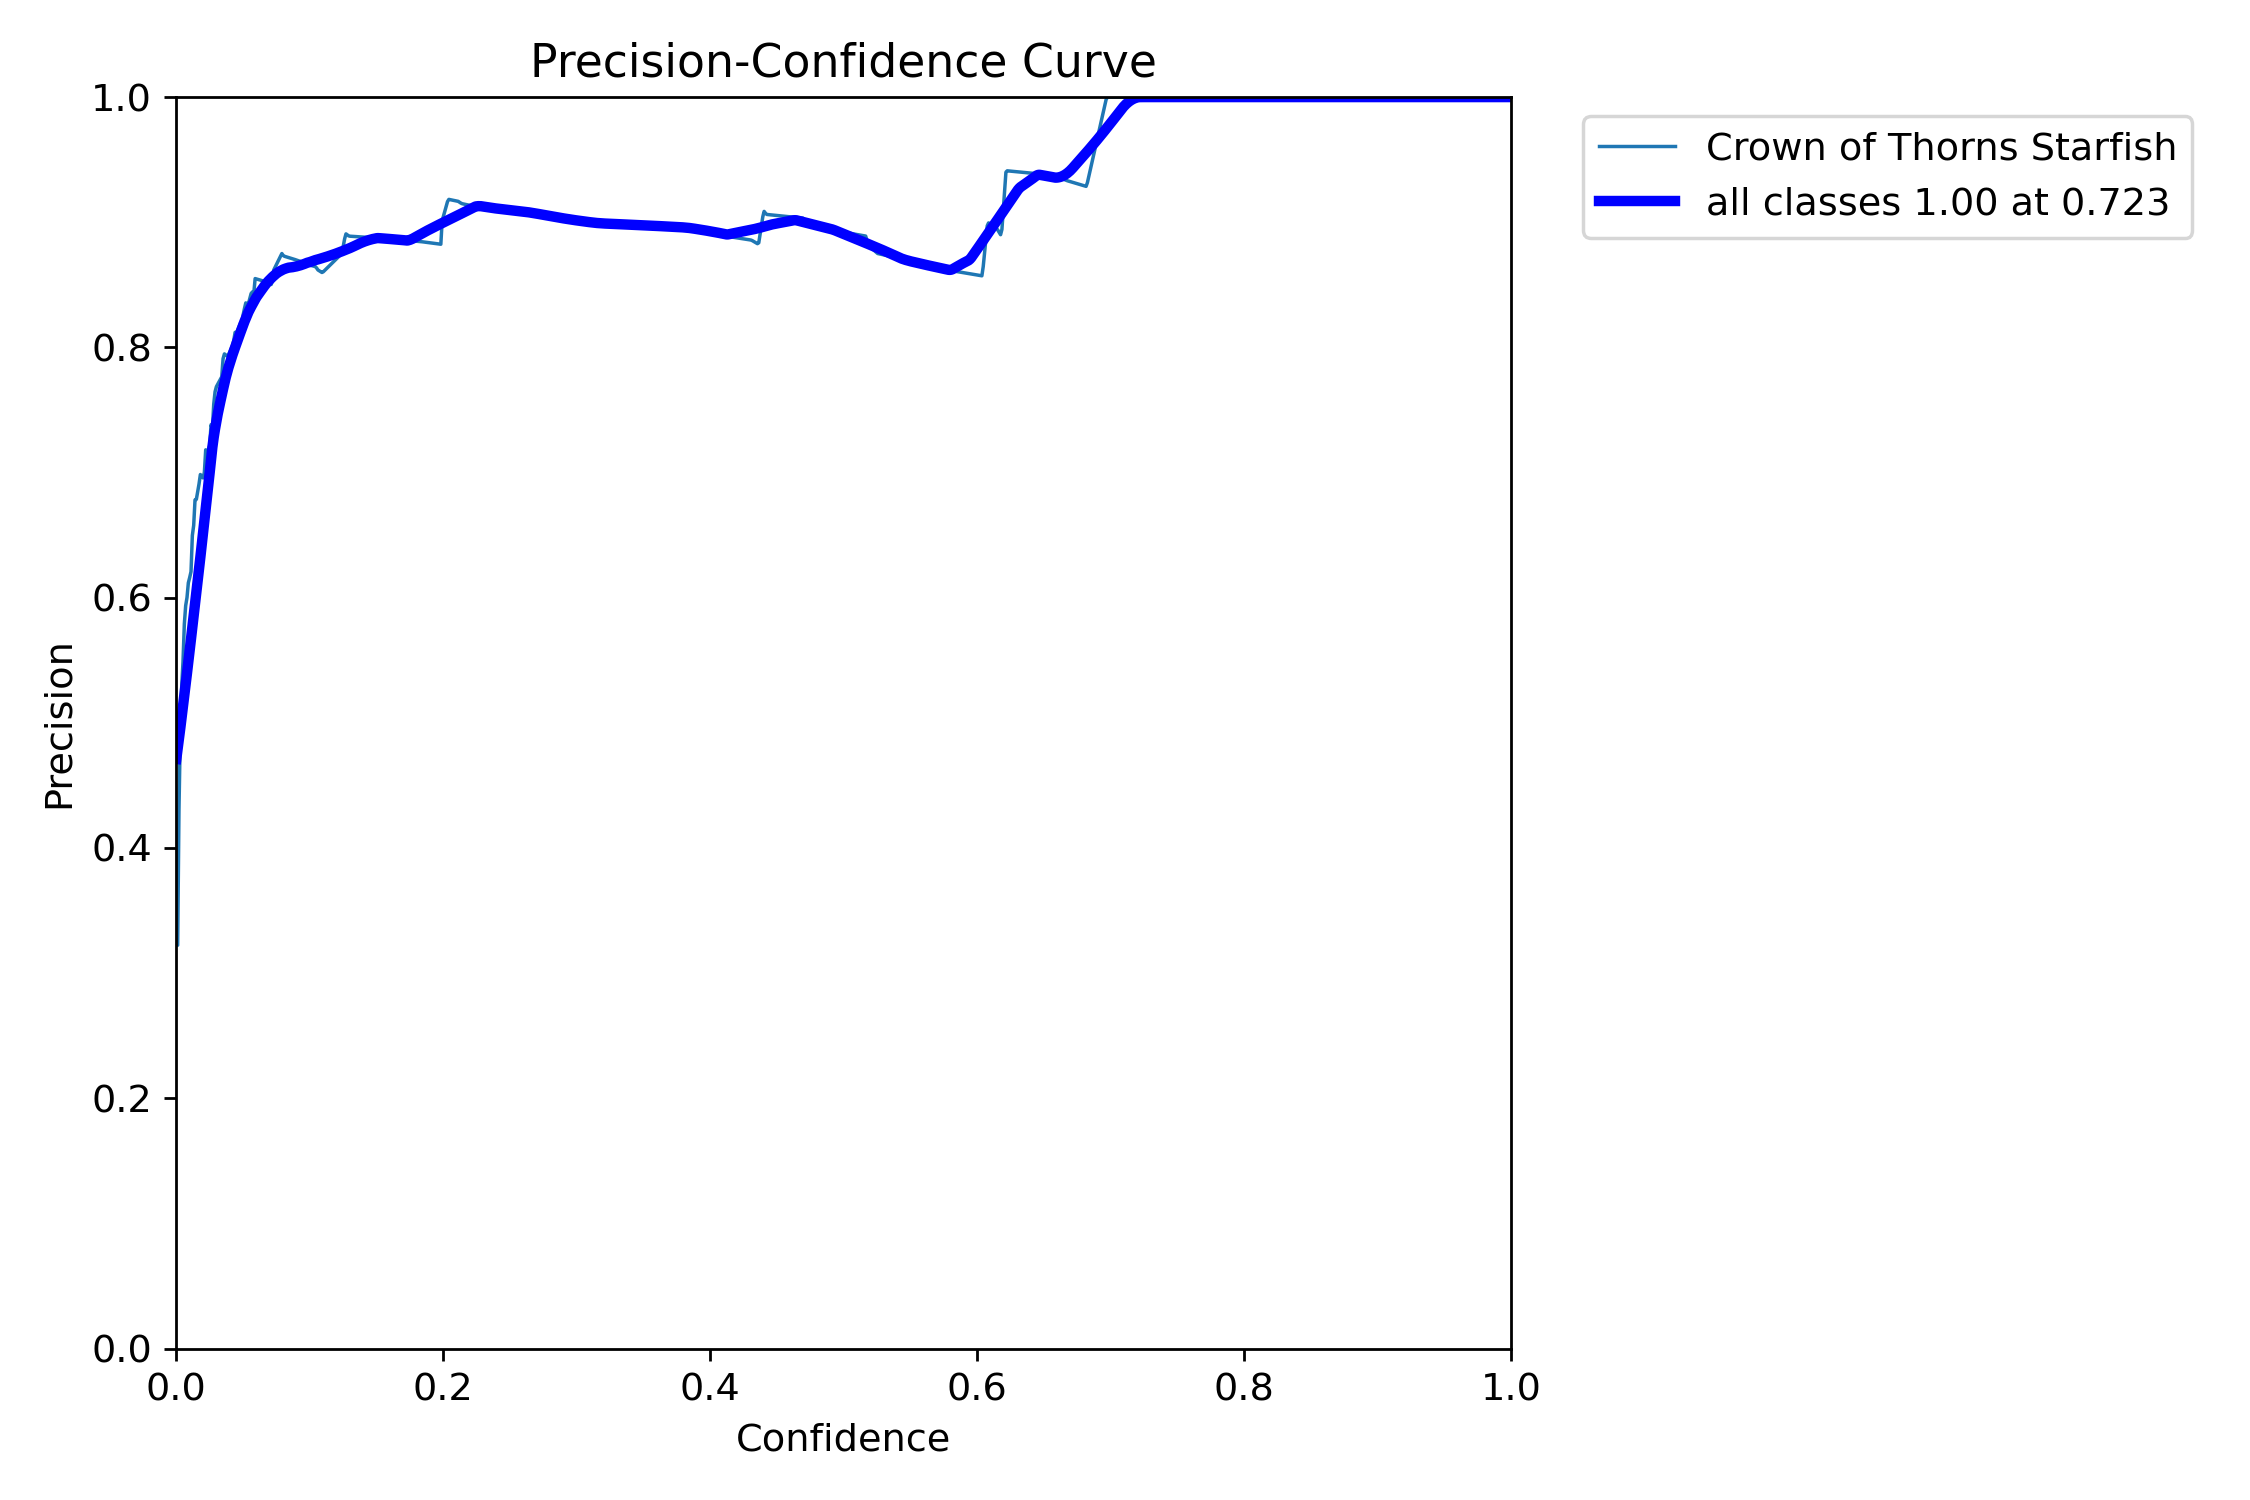 Precision-Confidence Curve
1.0
0.8
0.6
0.4
0.2
0.0
Precision
0.0 0.2 0.4 0.6 0.8 1.0
Confidence
Crown of Thorns Starfish
all classes 1.00 at 0.723